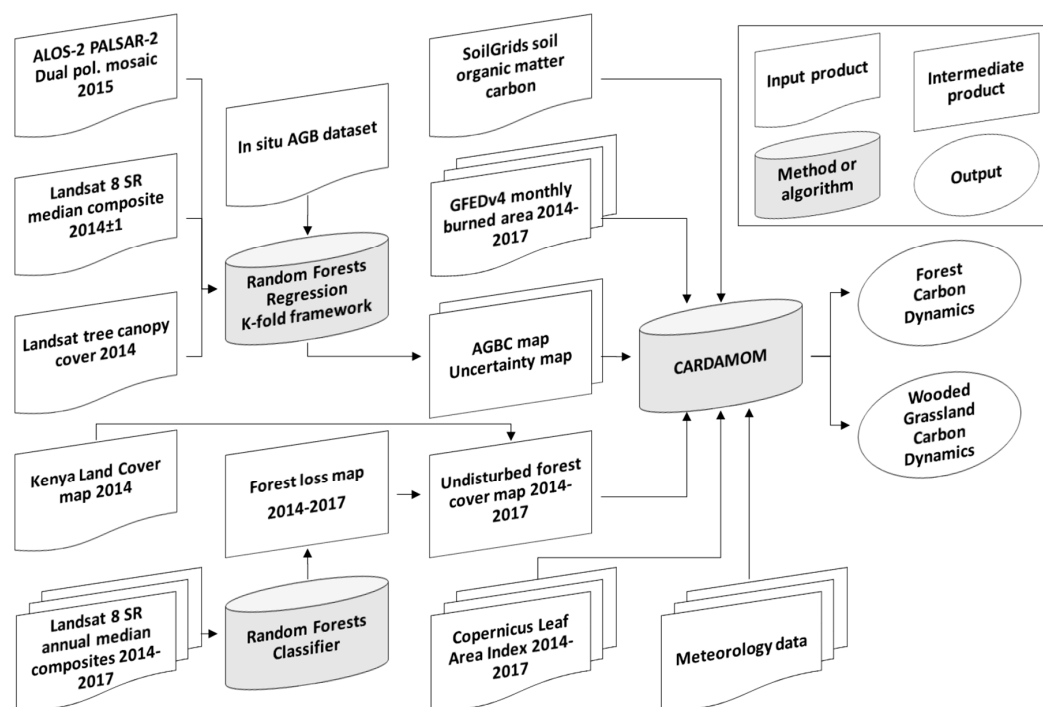 ALOS-2 PALSAR-2
Dual pol. mosaic
2015
Landsat 8 SR
median composite
2014±1
Landsat tree canopy
cover 2014
In situ AGB dataset
Random Forests
Regression
K-fold framework
SoilGrids soil
organic matter
carbon
GFEDv4 monthly
burned area 2014-
2017
AGBC map
Uncertainty map
Input product
Intermediate
product
Method or
algorithm
Output
CARDAMOM
Forest
Carbon
Dynamics
Wooded
Grassland
Carbon
Dynamics
Kenya Land Cover
map 2014
Forest loss map
2014-2017
Undisturbed forest
cover map 2014-
2017
Landsat 8 SR
annual median
composites 2014-
2017
Random Forests
Classifier
Copernicus Leaf
Area Index 2014-
2017
Meteorology data